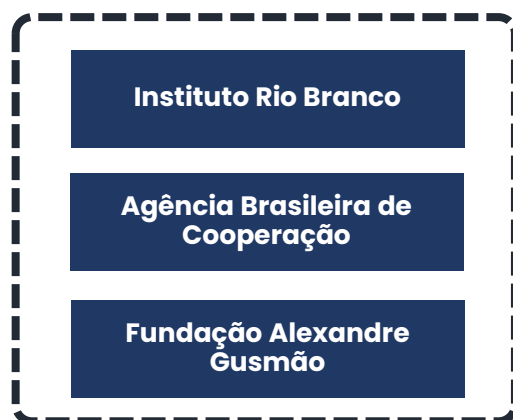 Instituto Rio Branco
Agência Brasileira de
Cooperação
Fundação Alexandre
Gusmão